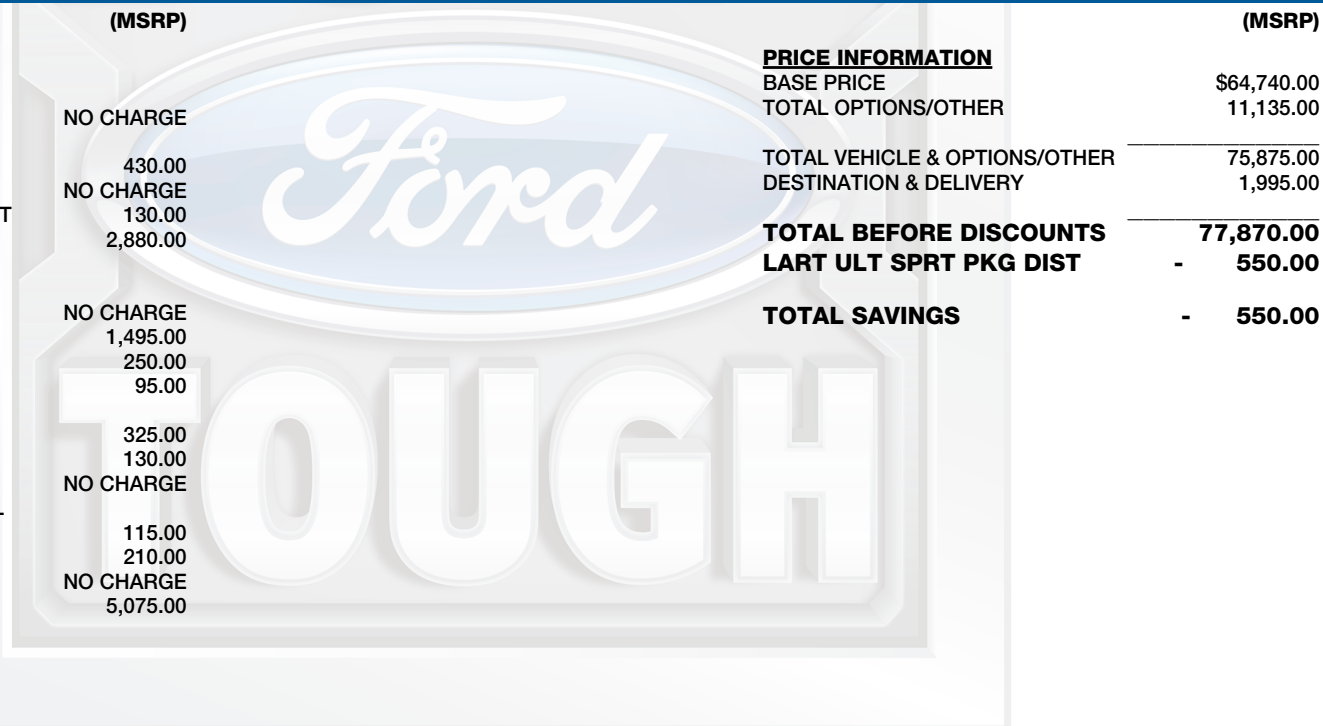 (MSRP)
NO CHARGE
430.00
NO CHARGE
T 130.00
2,880.00
NO CHARGE
1,495.00
250.00
95.00
325.00
130.00
NO CHARGE
115.00
210.00
NO CHARGE
5,075.00
Ford
TOUGH
(MSRP)
PRICE INFORMATION
BASE PRICE $64,740.00
TOTAL OPTIONS/OTHER 11,135.00
TOTAL VEHICLE & OPTIONS/OTHER 75,875.00
DESTINATION & DELIVERY 1,995.00
TOTAL BEFORE DISCOUNTS 77,870.00
LART ULT SPRT PKG DIST - 550.00
TOTAL SAVINGS - 550.00